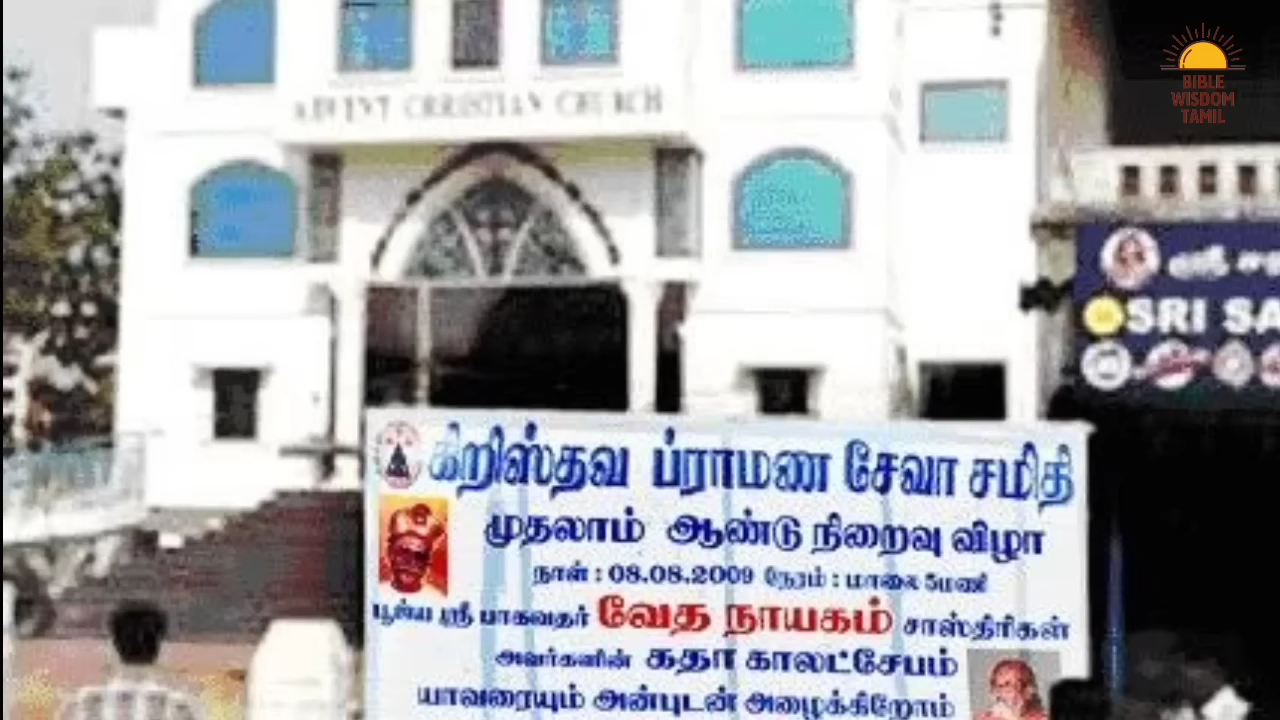 BIBLE
WISDOM
TAMIL
ADVENT CHRISTIAN CHURCH
ஸ்ரீ
SRI SA
கிறிஸ்தவ ப்ராமண சேவா சமிதி
முதலாம் ஆண்டு நிறைவு விழா
நாள் : 08.08.2009 நேரம் : மாலை 5மணி
பூஜ்ய ஸ்ரீ பாகவதர் வேத நாயகம் சாஸ்திரிகள்
அவர்களின் கதா காலட்சேபம்
யாவரையும் அன்புடன் அழைக்கிறோம்